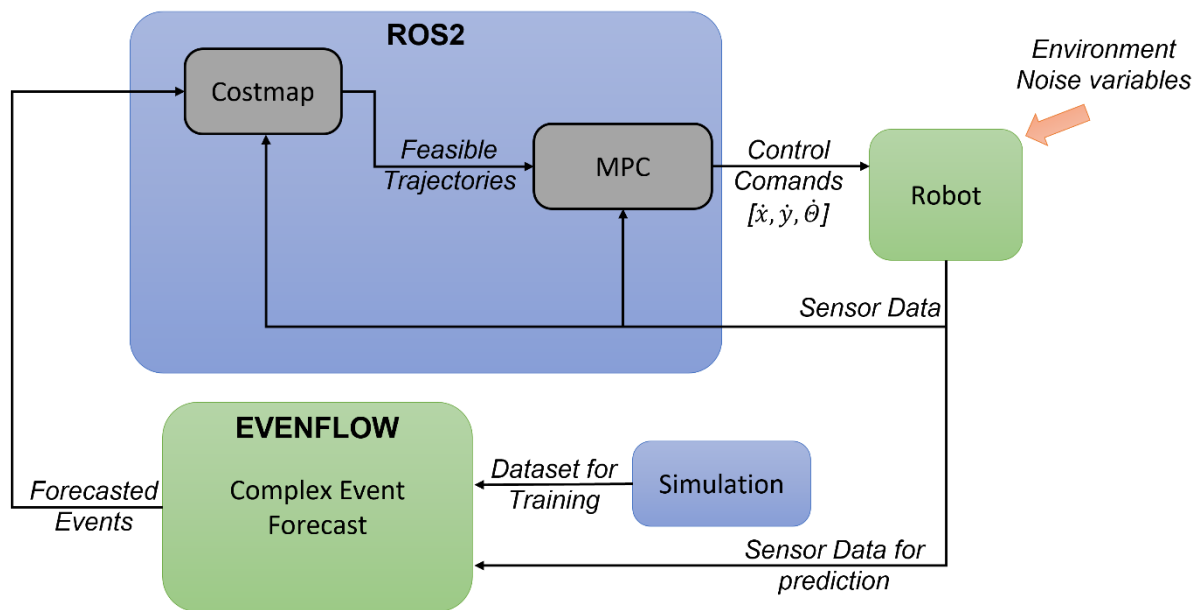 ROS2
Environment
Noise variables
Costmap
Feasible
Trajectories
MPC
Control
Comands
[ẋ, ẏ, Θ̇]
Robot
Sensor Data
EVENFLOW
Complex Event
Forecast
Forecasted
Events
Dataset for
Training
Simulation
Sensor Data for
prediction